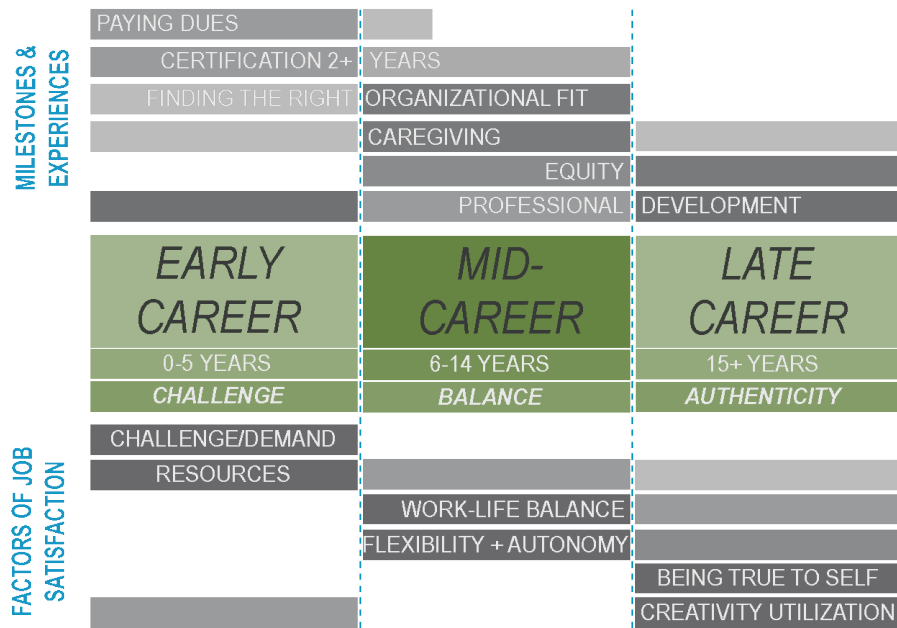 MILESTONES &
EXPERIENCES
PAYING DUES
CERTIFICATION 2+ YEARS
FINDING THE RIGHT ORGANIZATIONAL FIT
CAREGIVING
EQUITY
PROFESSIONAL DEVELOPMENT
EARLY
CAREER
MID-
CAREER
LATE
CAREER
0-5 YEARS
6-14 YEARS
15+ YEARS
CHALLENGE
BALANCE
AUTHENTICITY
FACTORS OF JOB
SATISFACTION
CHALLENGE/DEMAND
RESOURCES
WORK-LIFE BALANCE
FLEXIBILITY + AUTONOMY
BEING TRUE TO SELF
CREATIVITY UTILIZATION